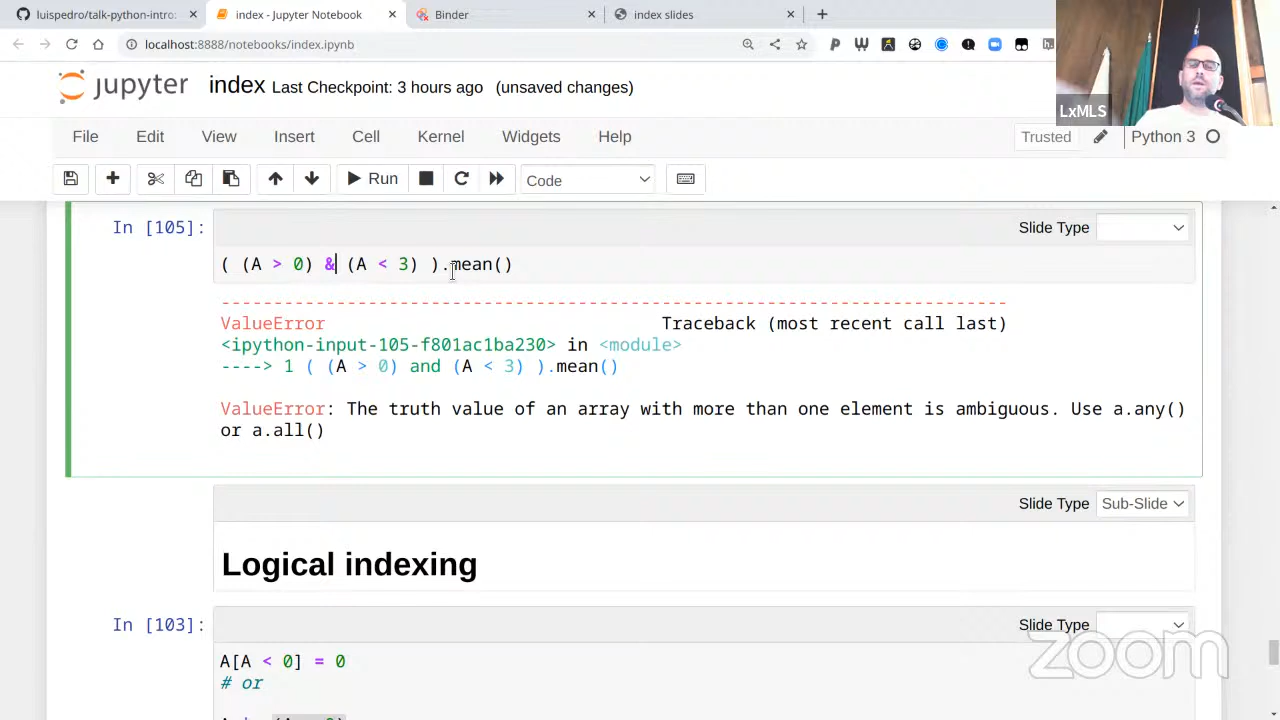 luispedro/talk-python-intro:
index - Jupyter Notebook
Binder
index slides
localhost:8888/notebooks/index.ipynb
LxMLS
jupyter index Last Checkpoint: 3 hours ago (unsaved changes)
File Edit View Insert Cell Kernel Widgets Help
Trusted Python 3
Run Code
In [105]: Slide Type
( (A > 0) & (A < 3) ).mean()
---------------------------------------------------------------------------
ValueError Traceback (most recent call last)
<ipython-input-105-f801ac1ba230> in <module>
----> 1 ( (A > 0) and (A < 3) ).mean()
ValueError: The truth value of an array with more than one element is ambiguous. Use a.any()
or a.all()
Slide Type Sub-Slide
Logical indexing
In [103]: Slide Type
A[A < 0] = 0
# or
zoom